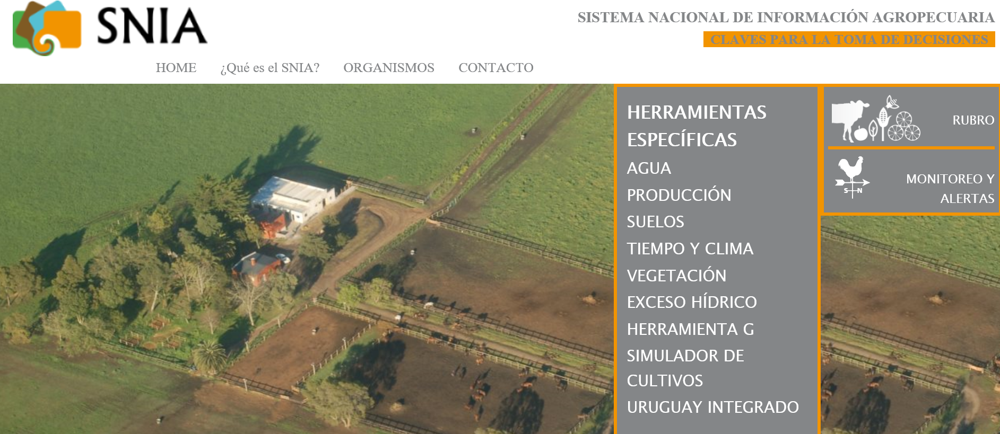 SNIA
SISTEMA NACIONAL DE INFORMACIÓN AGROPECUARIA
CLAVES PARA LA TOMA DE DECISIONES
HOME ¿Qué es el SNIA? ORGANISMOS CONTACTO
HERRAMIENTAS
ESPECÍFICAS
AGUA
PRODUCCIÓN
SUELOS
TIEMPO Y CLIMA
VEGETACIÓN
EXCESO HÍDRICO
HERRAMIENTA G
SIMULADOR DE
CULTIVOS
URUGUAY INTEGRADO
RUBRO
S N
MONITOREO Y
ALERTAS